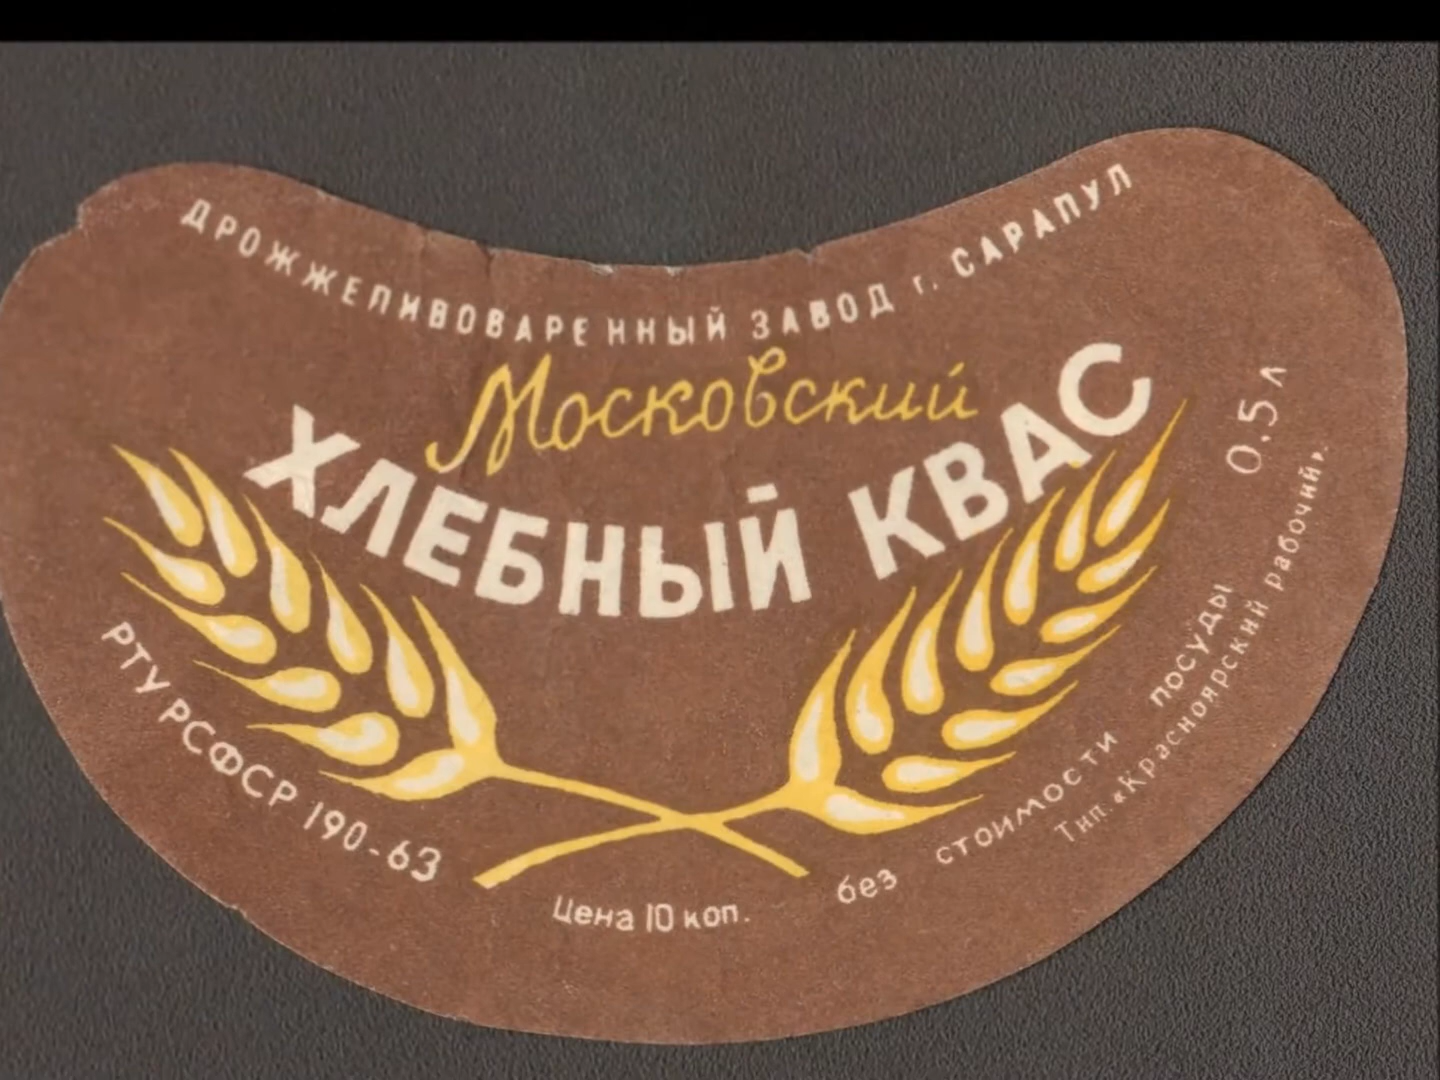 ДРОЖЖЕПИВОВАРЕННЫЙ ЗАВОД г. САРАПУЛ
Московский
ХЛЕБНЫЙ КВАС
0,5 л
РТУ РСФСР 190-63
Цена 10 коп.
без стоимости посуды
Тип. «Красноярский рабочий».